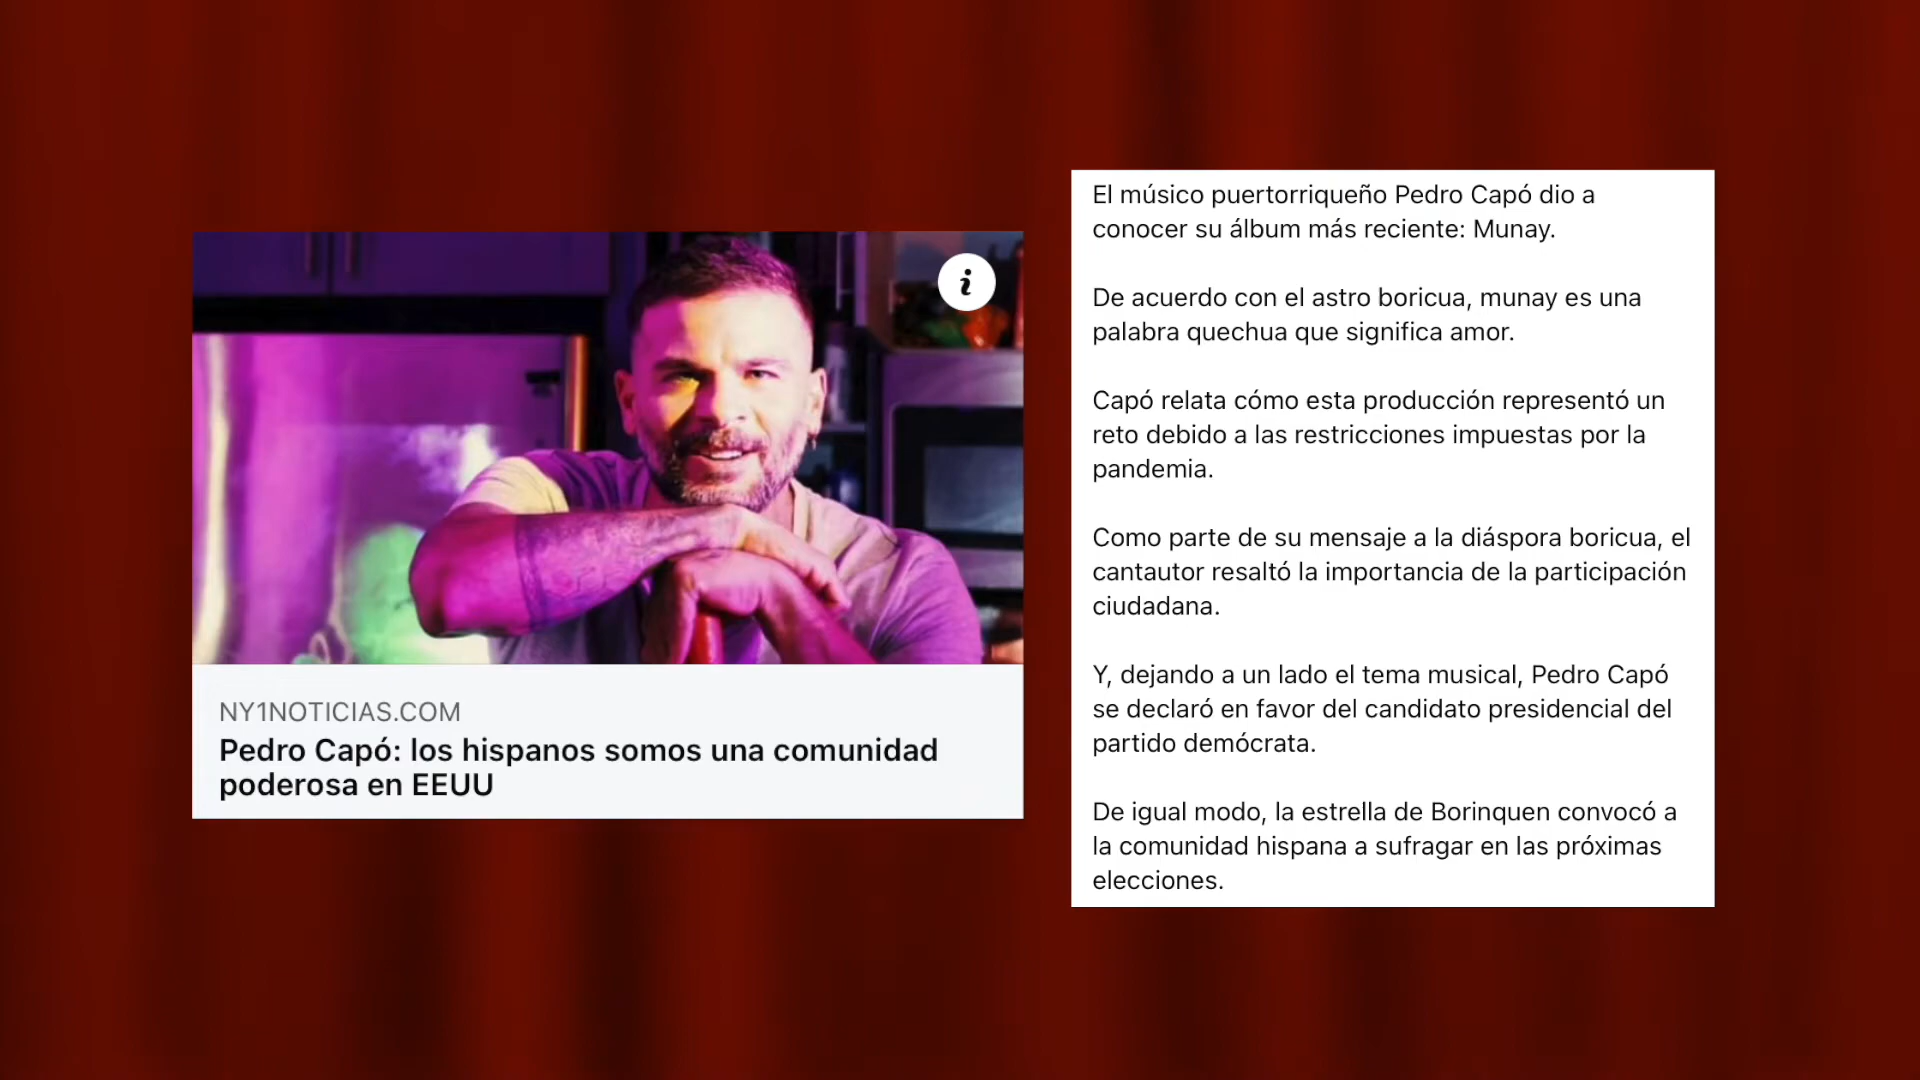 NY1NOTICIAS.COM
Pedro Capó: los hispanos somos una comunidad
poderosa en EEUU
El músico puertorriqueño Pedro Capó dio a
conocer su álbum más reciente: Munay.
De acuerdo con el astro boricua, munay es una
palabra quechua que significa amor.
Capó relata cómo esta producción representó un
reto debido a las restricciones impuestas por la
pandemia.
Como parte de su mensaje a la diáspora boricua, el
cantautor resaltó la importancia de la participación
ciudadana.
Y, dejando a un lado el tema musical, Pedro Capó
se declaró en favor del candidato presidencial del
partido demócrata.
De igual modo, la estrella de Borinquen convocó a
la comunidad hispana a sufragar en las próximas
elecciones.